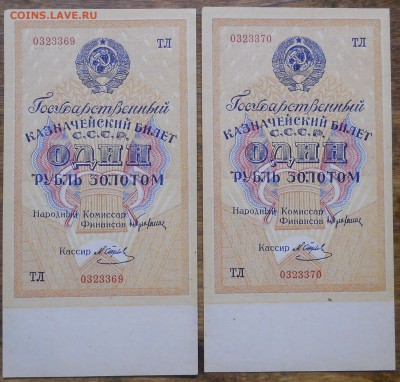 COINS.LAVE.RU
0323369
ТЛ
Государственный
КАЗНАЧЕЙСКИЙ БИЛЕТ
С.С.С.Р.
ОДИН
РУБЛЬ ЗОЛОТОМ
Народный Комиссар
Финансов
Кассир
ТЛ
0323369
0323370
ТЛ
Государственный
КАЗНАЧЕЙСКИЙ БИЛЕТ
С.С.С.Р.
ОДИН
РУБЛЬ ЗОЛОТОМ
Народный Комиссар
Финансов
Кассир
ТЛ
0323370